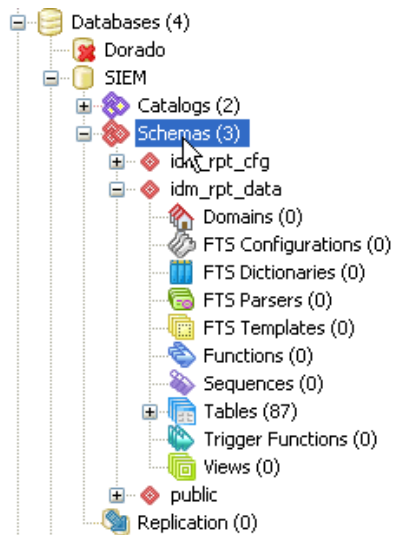 Databases (4)
Dorado
SIEM
Catalogs (2)
Schemas (3)
idm_rpt_cfg
idm_rpt_data
Domains (0)
FTS Configurations (0)
FTS Dictionaries (0)
FTS Parsers (0)
FTS Templates (0)
Functions (0)
Sequences (0)
Tables (87)
Trigger Functions (0)
Views (0)
public
Replication (0)